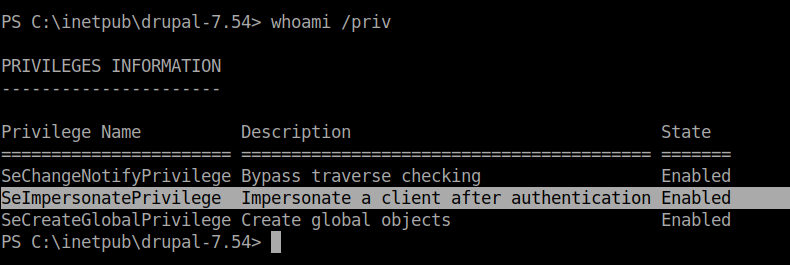 PS C:\inetpub\drupal-7.54> whoami /priv
PRIVILEGES INFORMATION
----------------------
Privilege Name          Description                               State
======================= ========================================= =======
SeChangeNotifyPrivilege Bypass traverse checking                  Enabled
SeImpersonatePrivilege  Impersonate a client after authentication Enabled
SeCreateGlobalPrivilege Create global objects                     Enabled
PS C:\inetpub\drupal-7.54>